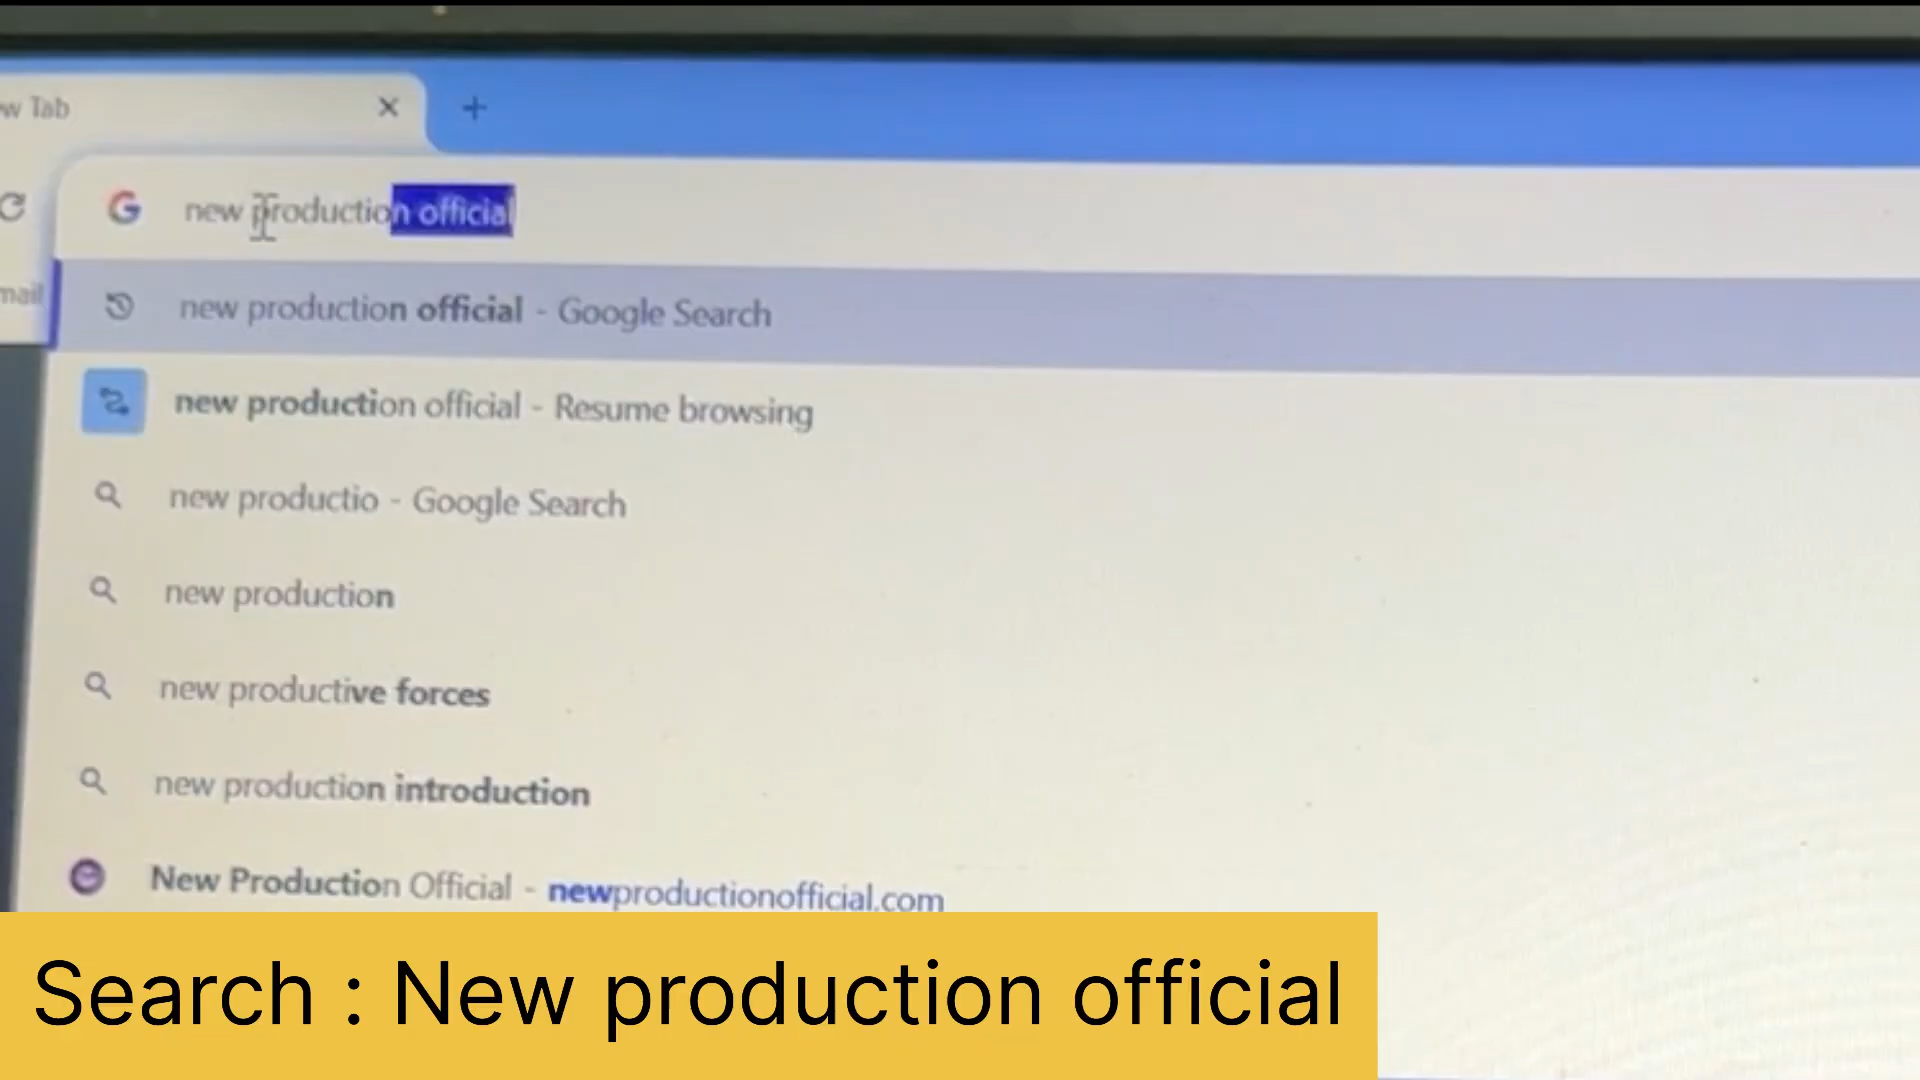 w Tab
new production official
mail
new production official - Google Search
new production official - Resume browsing
new productio - Google Search
new production
new productive forces
new production introduction
New Production Official - newproductionofficial.com
Search : New production official